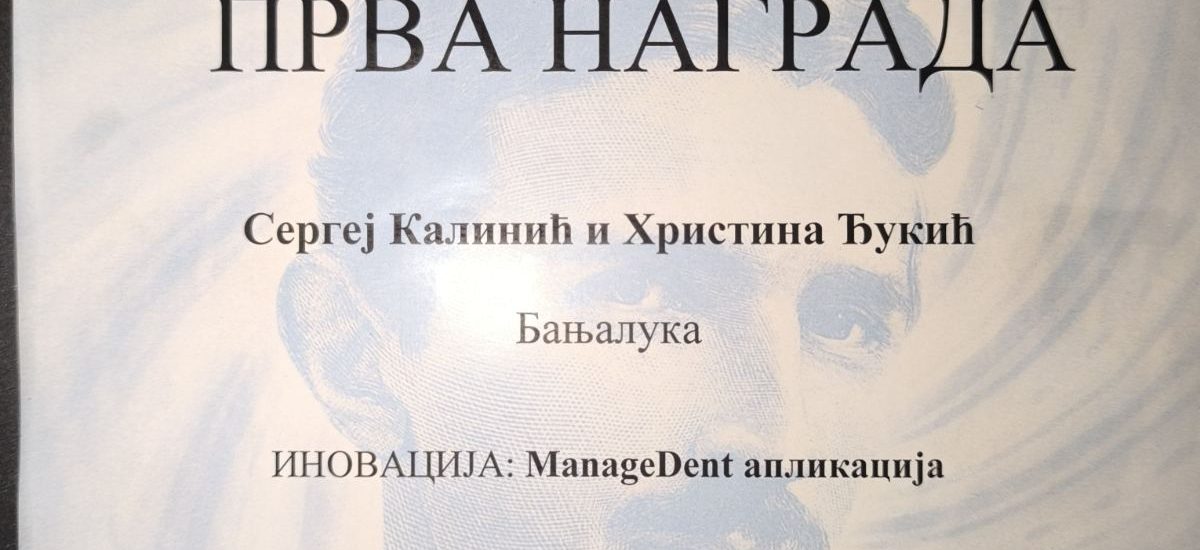 ПРВА НАГРАДА
Сергеј Калинић и Христина Ђукић
Бањалука
ИНОВАЦИЈА: ManageDent апликација